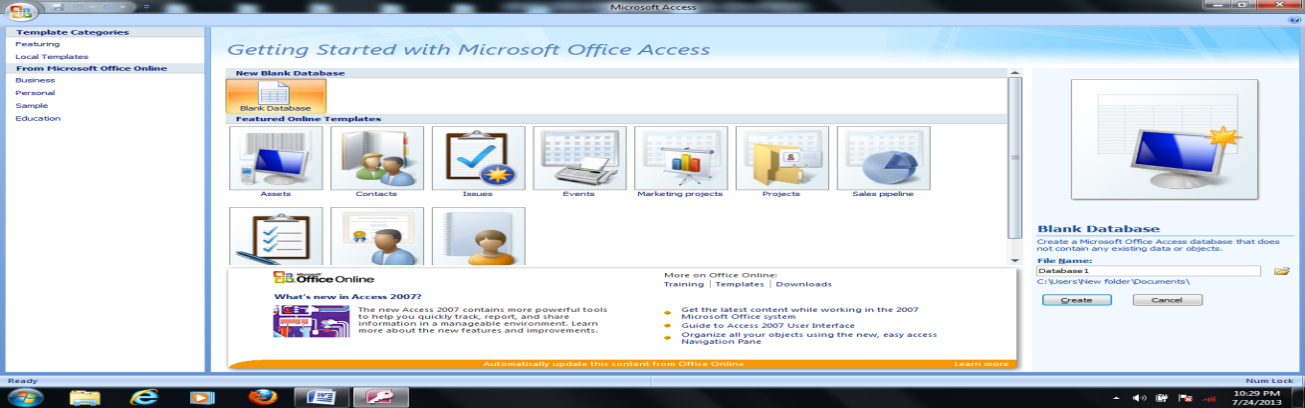 Microsoft Access
Template Categories
Featuring
Local Templates
From Microsoft Office Online
Business
Personal
Sample
Education
Getting Started with Microsoft Office Access
New Blank Database
Blank Database
Featured Online Templates
Assets
Contacts
Issues
Events
Marketing projects
Projects
Sales pipeline
Microsoft
Office Online
What's new in Access 2007?
The new Access 2007 contains more powerful tools
to help you quickly track, report, and share
information in a manageable environment. Learn
more about the new features and improvements.
More on Office Online:
Training | Templates | Downloads
Get the latest content while working in the 2007
Microsoft Office system
Guide to Access 2007 User Interface
Organize all your objects using the new, easy access
Navigation Pane
Automatically update this content from Office Online
Learn more
Blank Database
Create a Microsoft Office Access database that does
not contain any existing data or objects.
File Name:
Database1
C:\Users\New folder\Documents\
Create
Cancel
Ready
Num Lock
10:29 PM
7/24/2013